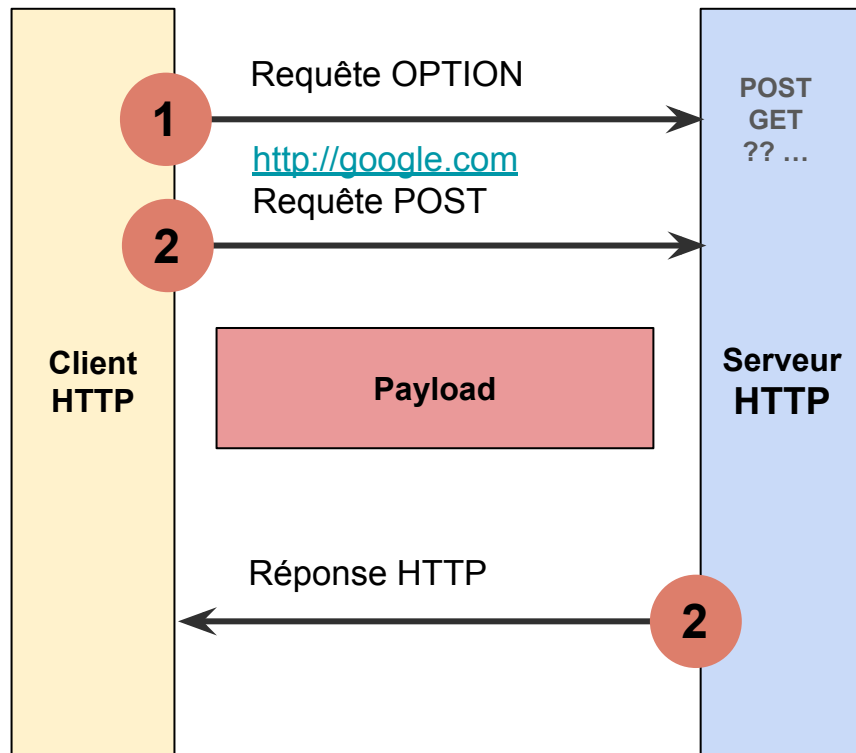 Requête OPTION
1
POST
GET
?? ...
http://google.com
Requête POST
2
Client
HTTP
Payload
Serveur
HTTP
Réponse HTTP
2